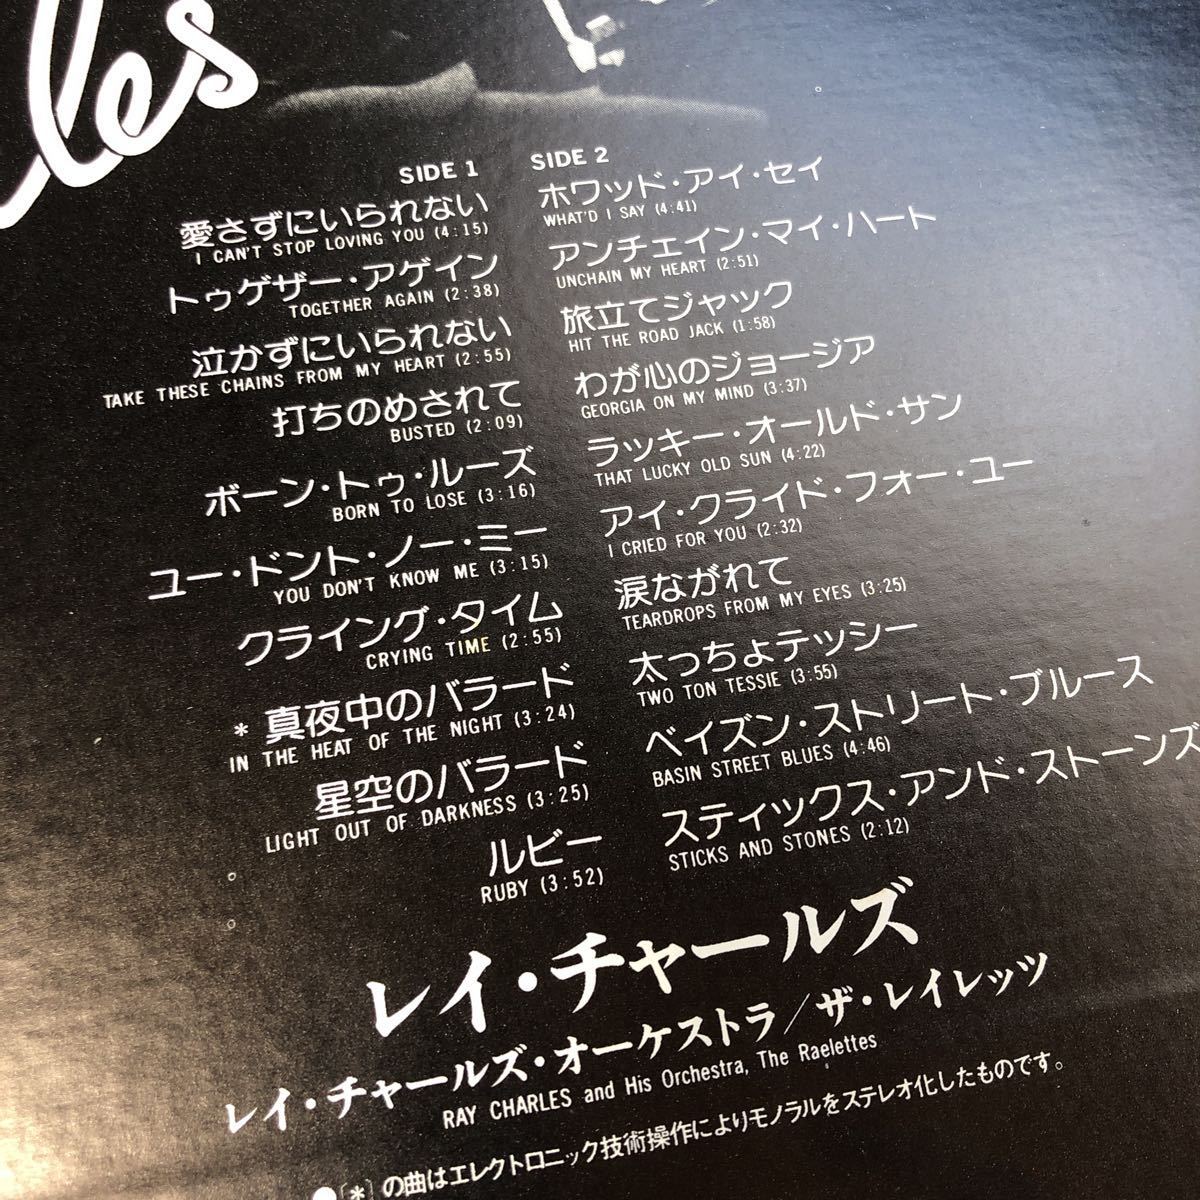 les
SIDE 1
愛さずにいられない
I CAN'T STOP LOVING YOU (4:15)
トゥゲザー・アゲイン
TOGETHER AGAIN (2:38)
泣かずにいられない
TAKE THESE CHAINS FROM MY HEART (2:55)
打ちのめされて
BUSTED (2:09)
ボーン・トゥ・ルーズ
BORN TO LOSE (3:16)
ユー・ドント・ノー・ミー
YOU DON'T KNOW ME (3:15)
クライング・タイム
CRYING TIME (2:55)
* 真夜中のバラード
IN THE HEAT OF THE NIGHT (3:24)
星空のバラード
LIGHT OUT OF DARKNESS (3:25)
ルビー
RUBY (3:52)
SIDE 2
ホワッド・アイ・セイ
WHAT'D I SAY (4:41)
アンチェイン・マイ・ハート
UNCHAIN MY HEART (2:51)
旅立てジャック
HIT THE ROAD JACK (1:58)
わが心のジョージア
GEORGIA ON MY MIND (3:37)
ラッキー・オールド・サン
THAT LUCKY OLD SUN (4:22)
アイ・クライド・フォー・ユー
I CRIED FOR YOU (2:32)
涙ながれて
TEARDROPS FROM MY EYES (3:25)
太っちょテッシー
TWO TON TESSIE (3:55)
ベイズン・ストリート・ブルース
BASIN STREET BLUES (4:46)
スティックス・アンド・ストーンズ
STICKS AND STONES (2:12)
レイ・チャールズ
レイ・チャールズ・オーケストラ/ザ・レイレッツ
RAY CHARLES and His Orchestra, The Raelettes
●〔*〕の曲はエレクトロニック技術操作によりモノラルをステレオ化したものです。